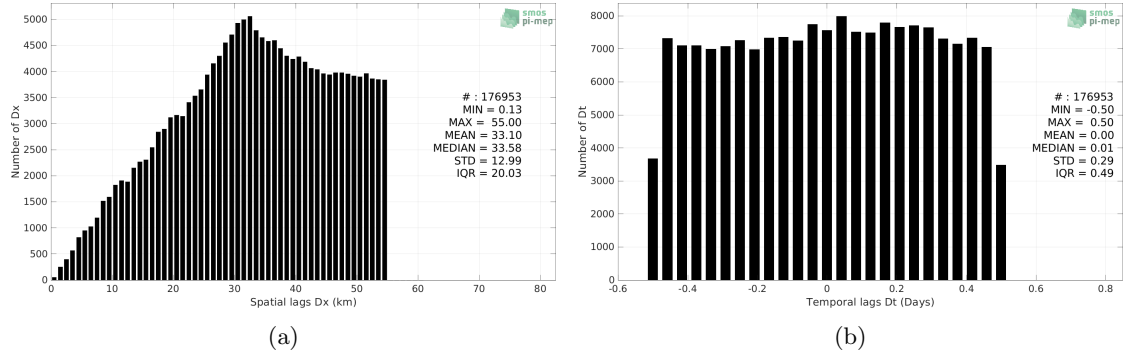 5000
4500
4000
3500
3000
2500
2000
1500
1000
500
0
Number of Dx
smos
pi-mep
# : 176953
MIN = 0.13
MAX = 55.00
MEAN = 33.10
MEDIAN = 33.58
STD = 12.99
IQR = 20.03
0 10 20 30 40 50 60 70 80
Spatial lags Dx (km)
(a)
8000
7000
6000
5000
4000
3000
2000
1000
0
Number of Dt
smos
pi-mep
# : 176953
MIN = -0.50
MAX = 0.50
MEAN = 0.00
MEDIAN = 0.01
STD = 0.29
IQR = 0.49
-0.6 -0.4 -0.2 0 0.2 0.4 0.6 0.8
Temporal lags Dt (Days)
(b)